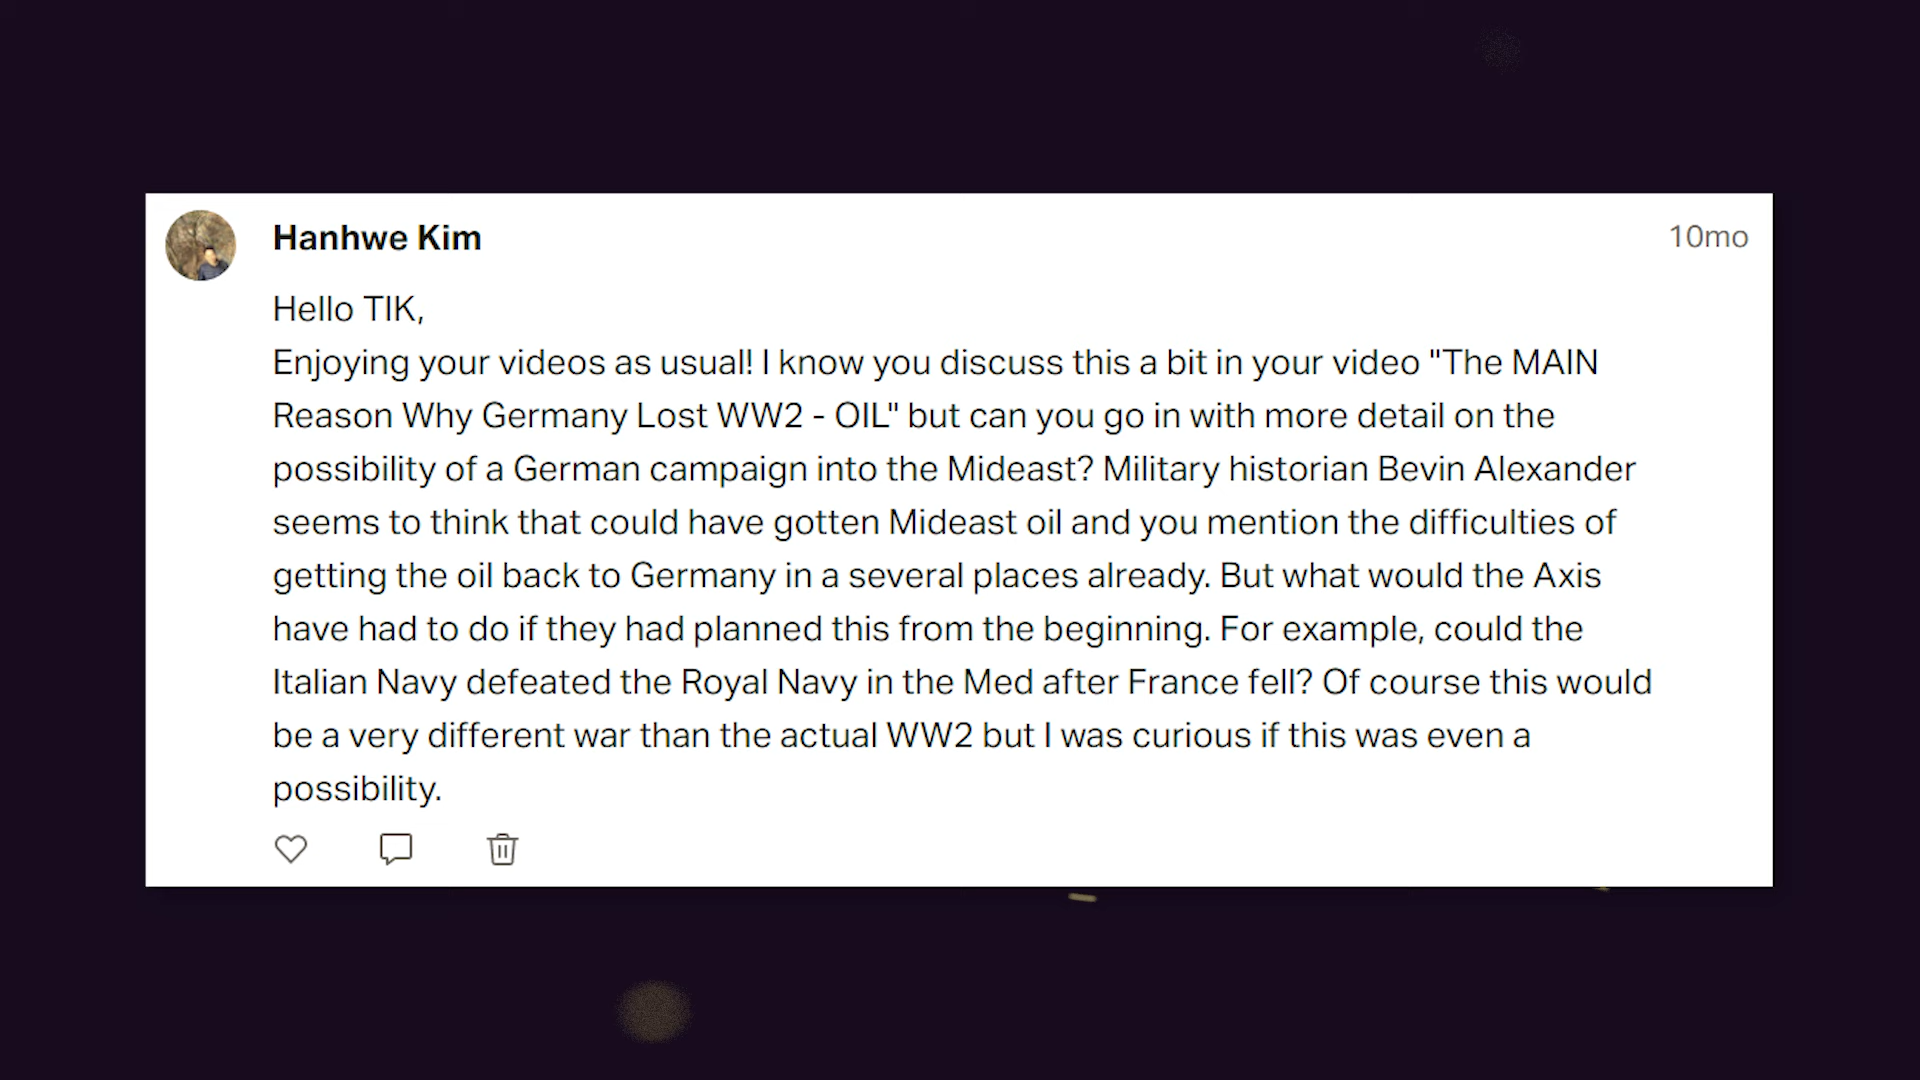 Hanhwe Kim
10mo
Hello TIK,
Enjoying your videos as usual! I know you discuss this a bit in your video "The MAIN
Reason Why Germany Lost WW2 - OIL" but can you go in with more detail on the
possibility of a German campaign into the Mideast? Military historian Bevin Alexander
seems to think that could have gotten Mideast oil and you mention the difficulties of
getting the oil back to Germany in a several places already. But what would the Axis
have had to do if they had planned this from the beginning. For example, could the
Italian Navy defeated the Royal Navy in the Med after France fell? Of course this would
be a very different war than the actual WW2 but I was curious if this was even a
possibility.